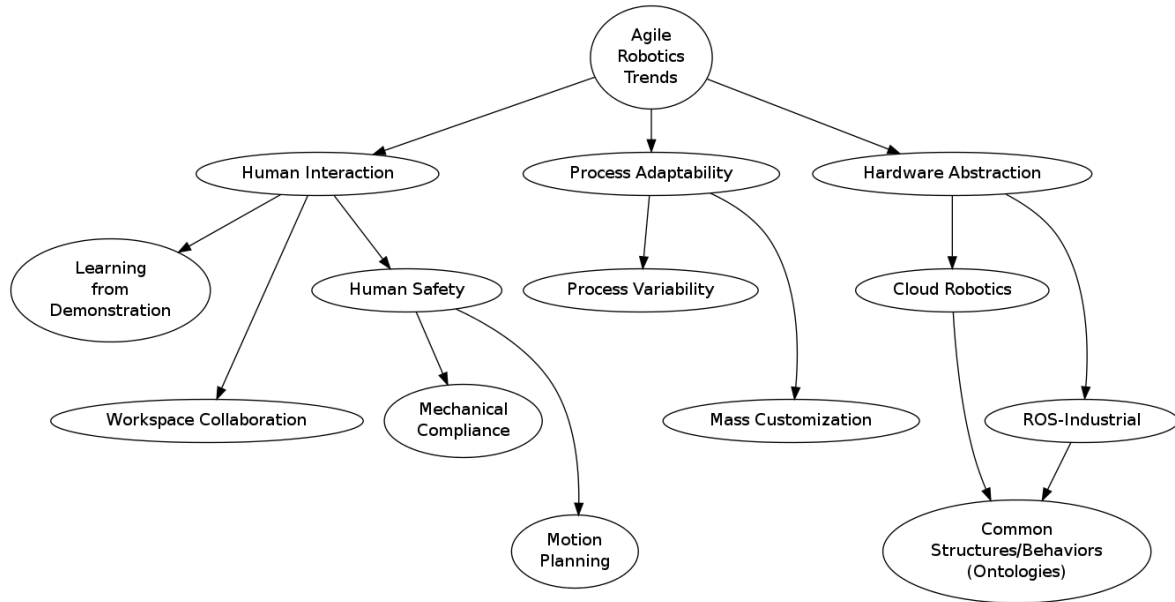 Agile
Robotics
Trends
Human Interaction
Process Adaptability
Hardware Abstraction
Learning
from
Demonstration
Human Safety
Process Variability
Cloud Robotics
Workspace Collaboration
Mechanical
Compliance
Mass Customization
ROS-Industrial
Motion
Planning
Common
Structures/Behaviors
(Ontologies)